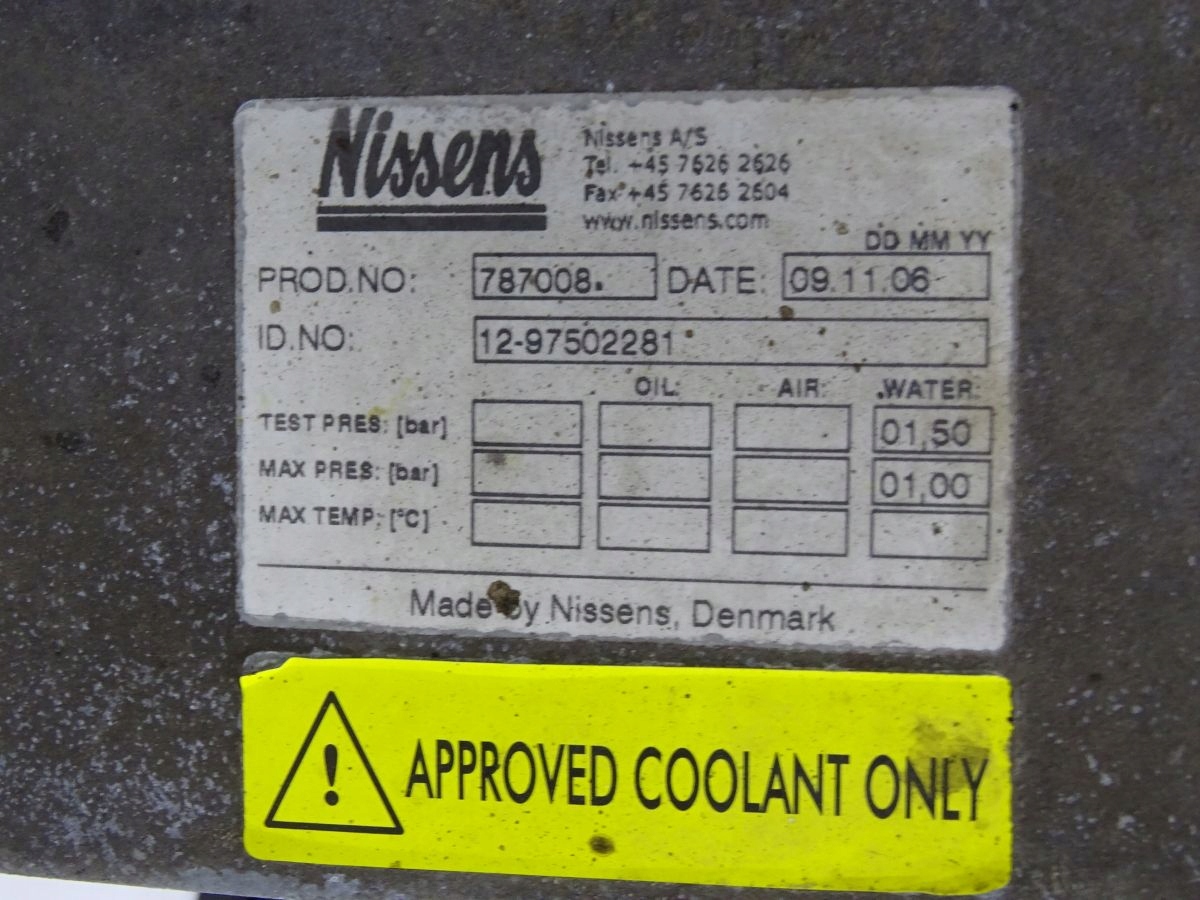 Nissens
Nissens A/S
Tel. +45 7626 2626
Fax +45 7626 2604
www.nissens.com
DD MM YY
PROD.NO: 787008. DATE: 09.11.06
ID.NO: 12-97502281
OIL: AIR: WATER:
TEST PRES: [bar] 01,50
MAX PRES: [bar] 01,00
MAX TEMP: [°C]
Made by Nissens, Denmark
APPROVED COOLANT ONLY